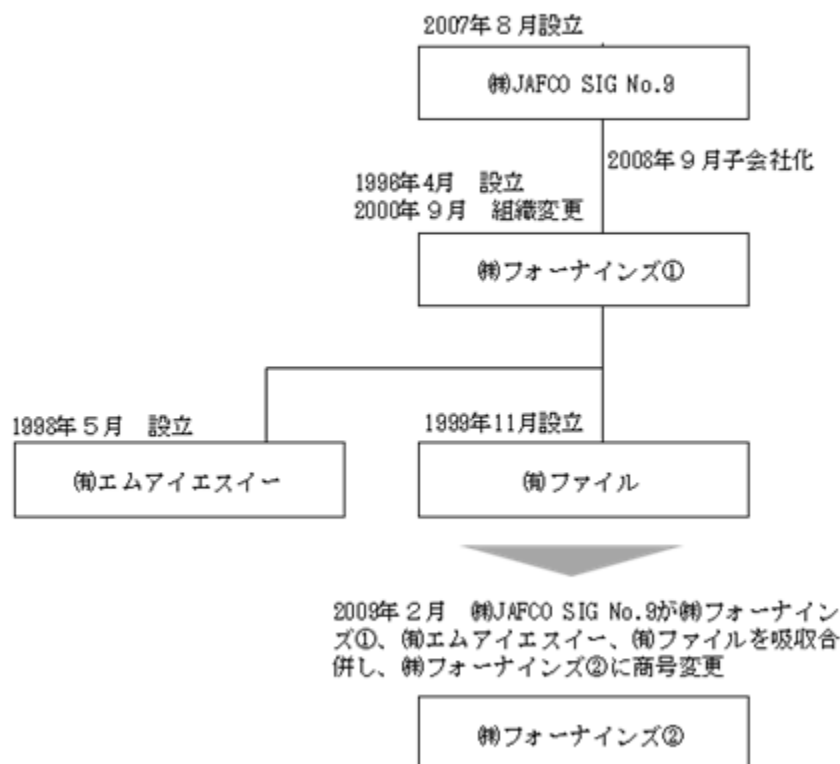 2007年８月設立
㈱JAFCO SIG No.9
2008年９月子会社化
1996年4月　設立
2000年９月　組織変更
㈱フォーナインズ①
1998年５月　設立
1999年11月設立
㈲エムアイエスイー
㈲ファイル
2009年２月　㈱JAFCO SIG No.9が㈱フォーナイン
ズ①、㈲エムアイエスイー、㈲ファイルを吸収合
併し、㈱フォーナインズ②に商号変更
㈱フォーナインズ②